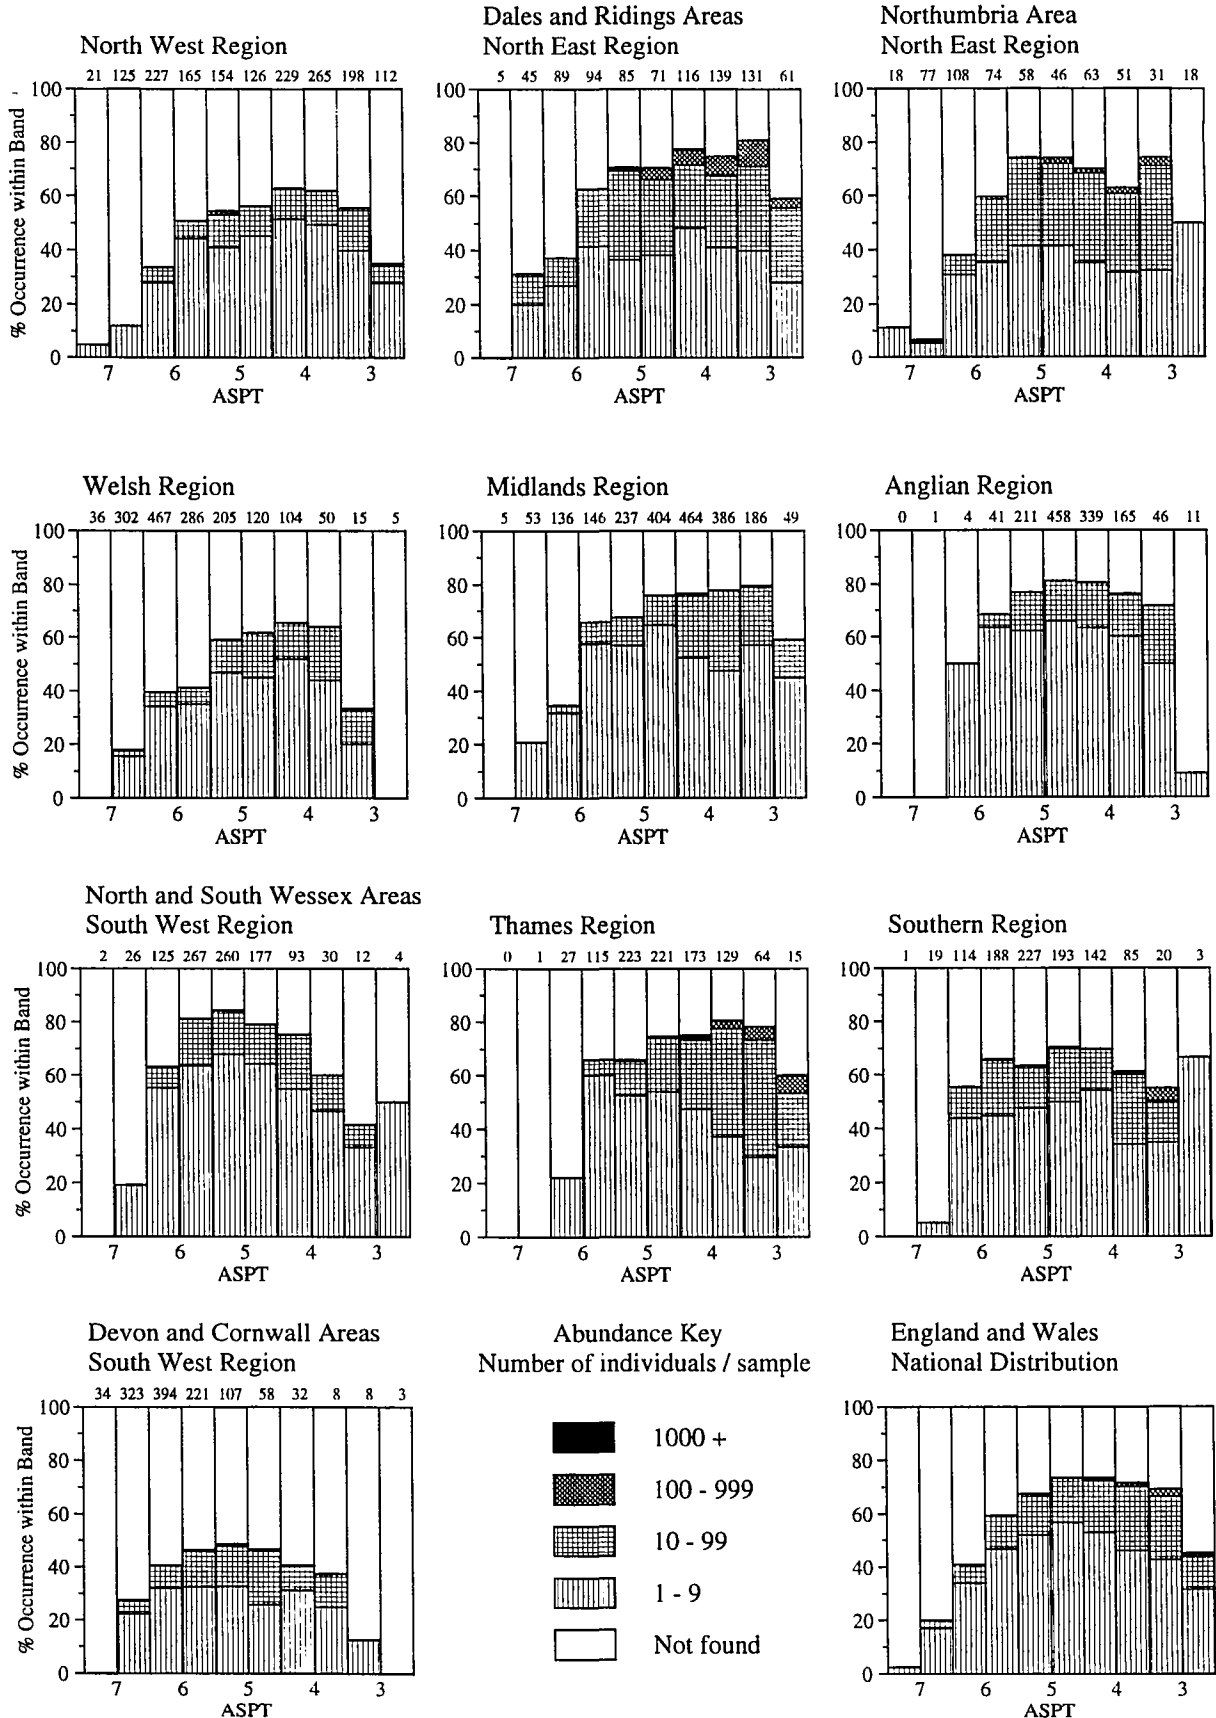 Dales and Ridings Areas
Northumbria Area
North West Region
North East Region
North East Region
21 125 227 165 154 126 229 265 198 112
5 45 89 94 85 71 116 139 131 61
18 77 108 74 58 46 63 51 31 18
% Occurrence within Band
100
80
60
40
20
0
100
80
60
40
20
0
100
80
60
40
20
0
7 6 5 4 3
7 6 5 4 3
7 6 5 4 3
ASPT
ASPT
ASPT
Welsh Region
Midlands Region
Anglian Region
36 302 467 286 205 120 104 50 15 5
5 53 136 146 237 404 464 386 186 49
0 1 4 41 211 458 339 165 46 11
% Occurrence within Band
100
80
60
40
20
0
100
80
60
40
20
0
100
80
60
40
20
0
7 6 5 4 3
7 6 5 4 3
7 6 5 4 3
ASPT
ASPT
ASPT
North and South Wessex Areas
South West Region
Thames Region
Southern Region
2 26 125 267 260 177 93 30 12 4
0 1 27 115 223 221 173 129 64 15
1 19 114 188 227 193 142 85 20 3
% Occurrence within Band
100
80
60
40
20
0
100
80
60
40
20
0
100
80
60
40
20
0
7 6 5 4 3
7 6 5 4 3
7 6 5 4 3
ASPT
ASPT
ASPT
Devon and Cornwall Areas
South West Region
34 323 394 221 107 58 32 8 8 3
% Occurrence within Band
100
80
60
40
20
0
7 6 5 4 3
ASPT
Abundance Key
Number of individuals / sample
1000 +
100 - 999
10 - 99
1 - 9
Not found
England and Wales
National Distribution
100
80
60
40
20
0
7 6 5 4 3
ASPT